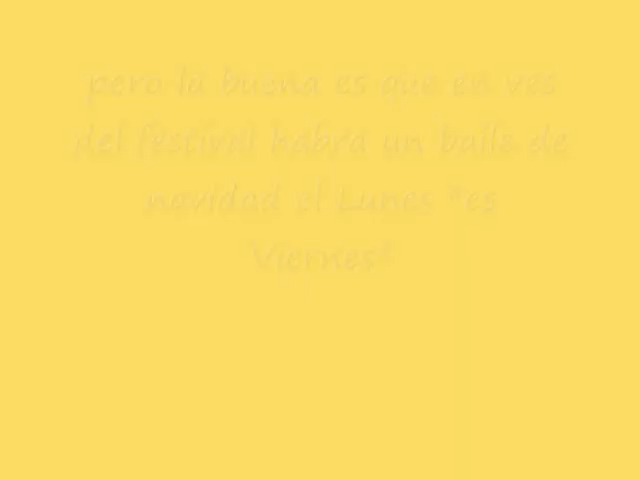 pero la buena es que en ves
del festival habra un baile de
navidad el Lunes *es
Viernes*